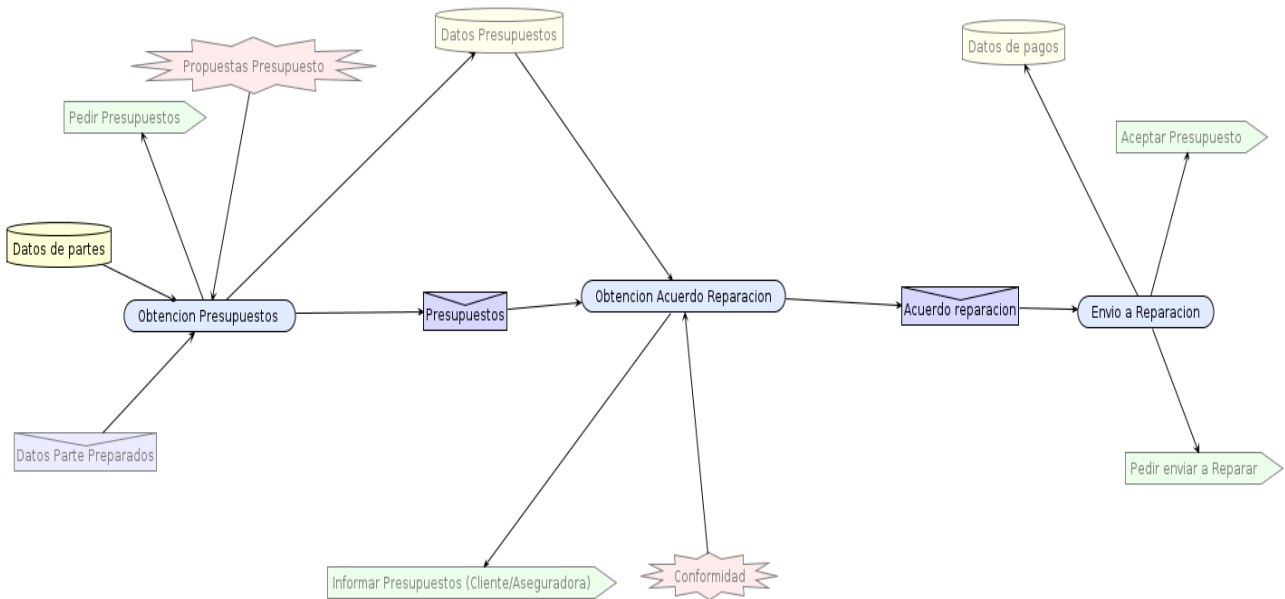 Datos Presupuestos
Datos de pagos
Propuestas Presupuesto
Pedir Presupuestos
Aceptar Presupuesto
Datos de partes
Obtencion Presupuestos
Presupuestos
Obtencion Acuerdo Reparacion
Acuerdo reparacion
Envio a Reparacion
Datos Parte Preparados
Pedir enviar a Reparar
Informar Presupuestos (Cliente/Aseguradora)
Conformidad